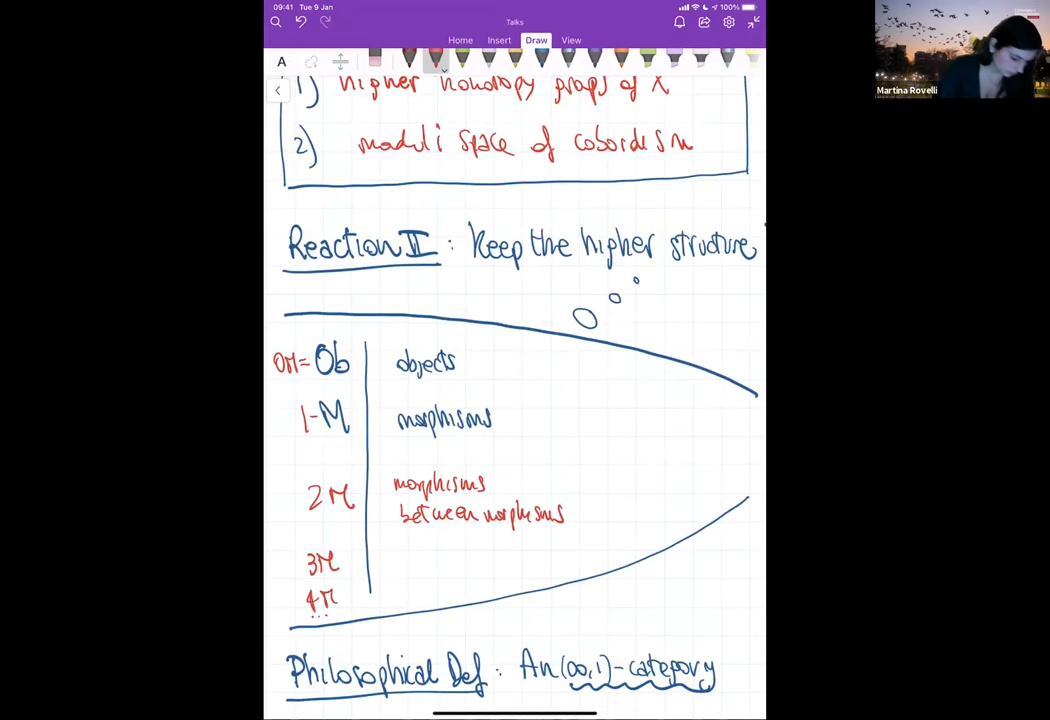 09:41 Tue 9 Jan
100%
Talks
Home Insert Draw View
A
1) higher homotopy groups of X
2) moduli space of cobordism
Reaction II : Keep the higher structure
0M = Ob objects
1-M morphisms
2M morphisms
between morphisms
3M
4M
...
Philosophical Def : An (∞,1)-category
Martina Rovelli